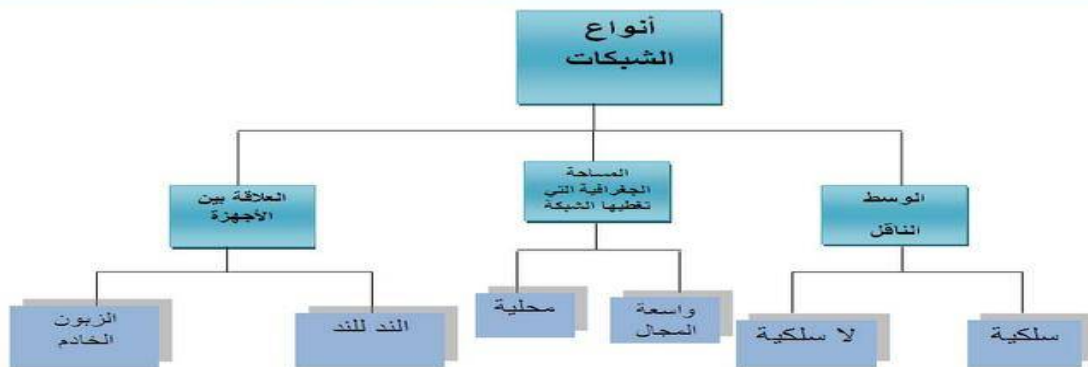 أنواع
الشبكات
الوسط
الناقل
المساحة
الجغرافية التي
تغطيها الشبكة
العلاقة بين
الأجهزة
سلكية
لا سلكية
واسعة
المجال
محلية
الند للند
الزبون
الخادم